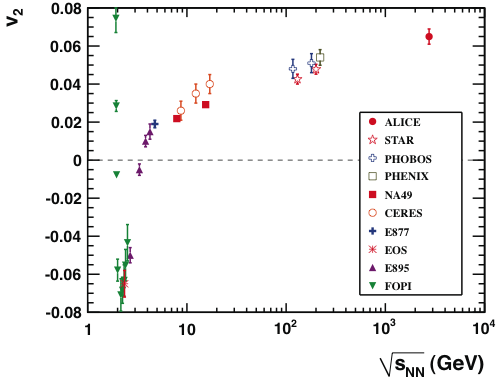 v₂
0.08
0.06
0.04
0.02
0
-0.02
-0.04
-0.06
-0.08
ALICE
STAR
PHOBOS
PHENIX
NA49
CERES
E877
EOS
E895
FOPI
1 10 10² 10³ 10⁴
√s_NN (GeV)